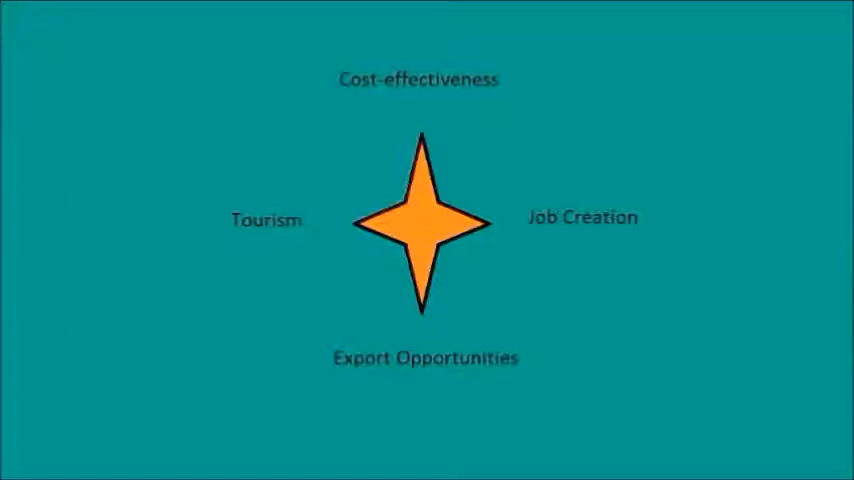 Cost-effectiveness
Tourism
Job Creation
Export Opportunities